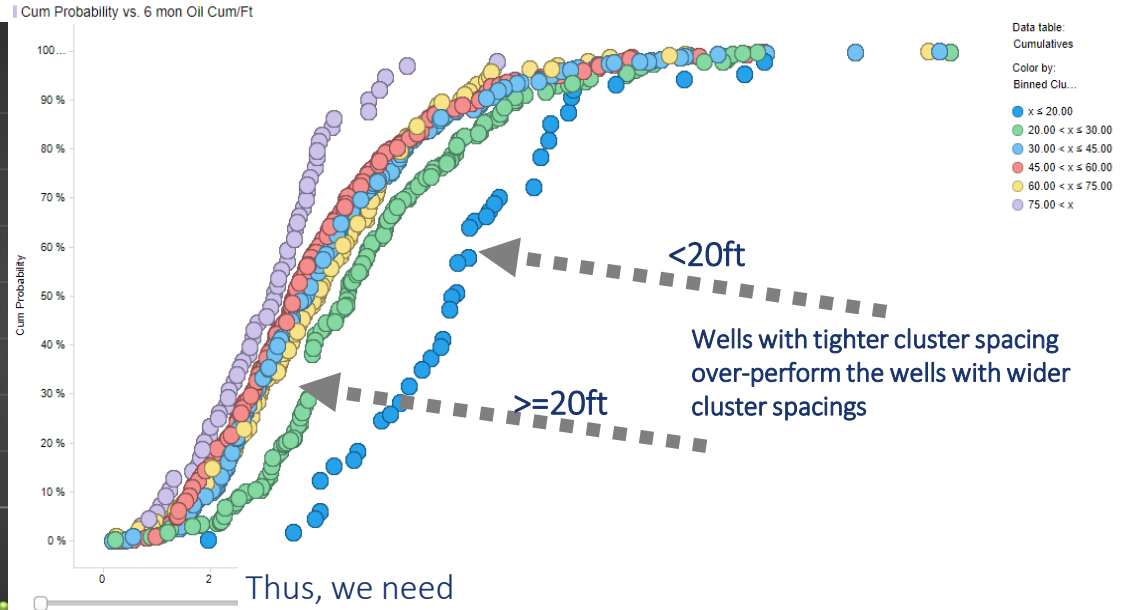 Cum Probability vs. 6 mon Oil Cum/Ft
Data table:
Cumulatives
Color by:
Binned Clu...
x ≤ 20.00
20.00 < x ≤ 30.00
30.00 < x ≤ 45.00
45.00 < x ≤ 60.00
60.00 < x ≤ 75.00
75.00 < x
100...
90 %
80 %
70 %
60 %
50 %
40 %
30 %
20 %
10 %
0 %
Cum Probability
<20ft
Wells with tighter cluster spacing
over-perform the wells with wider
cluster spacings
>=20ft
0
2
Thus, we need